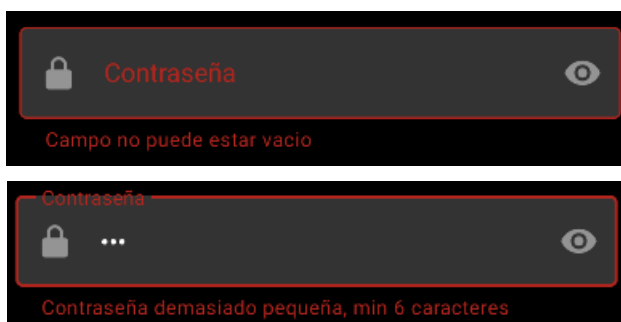 Contraseña
Campo no puede estar vacio
Contraseña
•••
Contraseña demasiado pequeña, min 6 caracteres